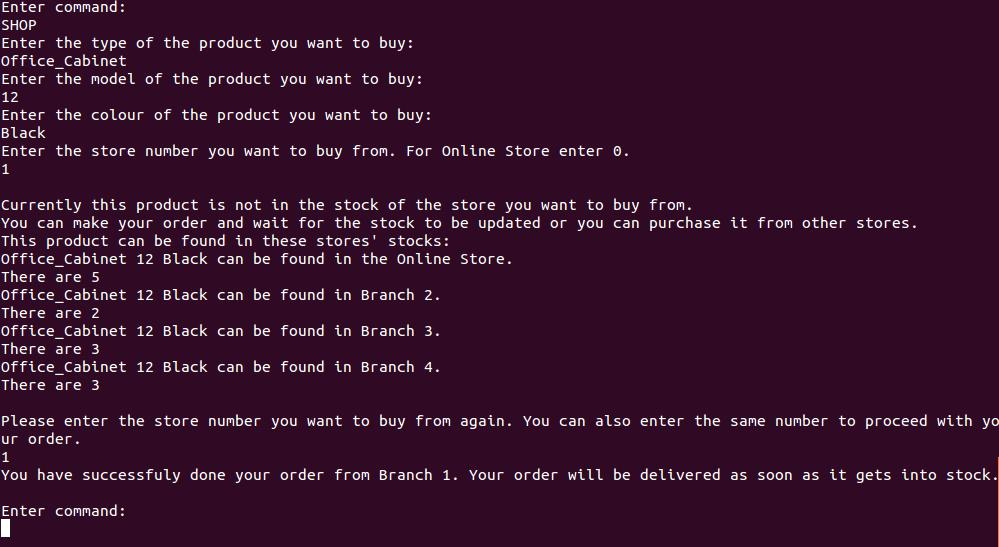 Enter command:
SHOP
Enter the type of the product you want to buy:
Office_Cabinet
Enter the model of the product you want to buy:
12
Enter the colour of the product you want to buy:
Black
Enter the store number you want to buy from. For Online Store enter 0.
1
Currently this product is not in the stock of the store you want to buy from.
You can make your order and wait for the stock to be updated or you can purchase it from other stores.
This product can be found in these stores' stocks:
Office_Cabinet 12 Black can be found in the Online Store.
There are 5
Office_Cabinet 12 Black can be found in Branch 2.
There are 2
Office_Cabinet 12 Black can be found in Branch 3.
There are 3
Office_Cabinet 12 Black can be found in Branch 4.
There are 3
Please enter the store number you want to buy from again. You can also enter the same number to proceed with yo
ur order.
1
You have successfuly done your order from Branch 1. Your order will be delivered as soon as it gets into stock.
Enter command: